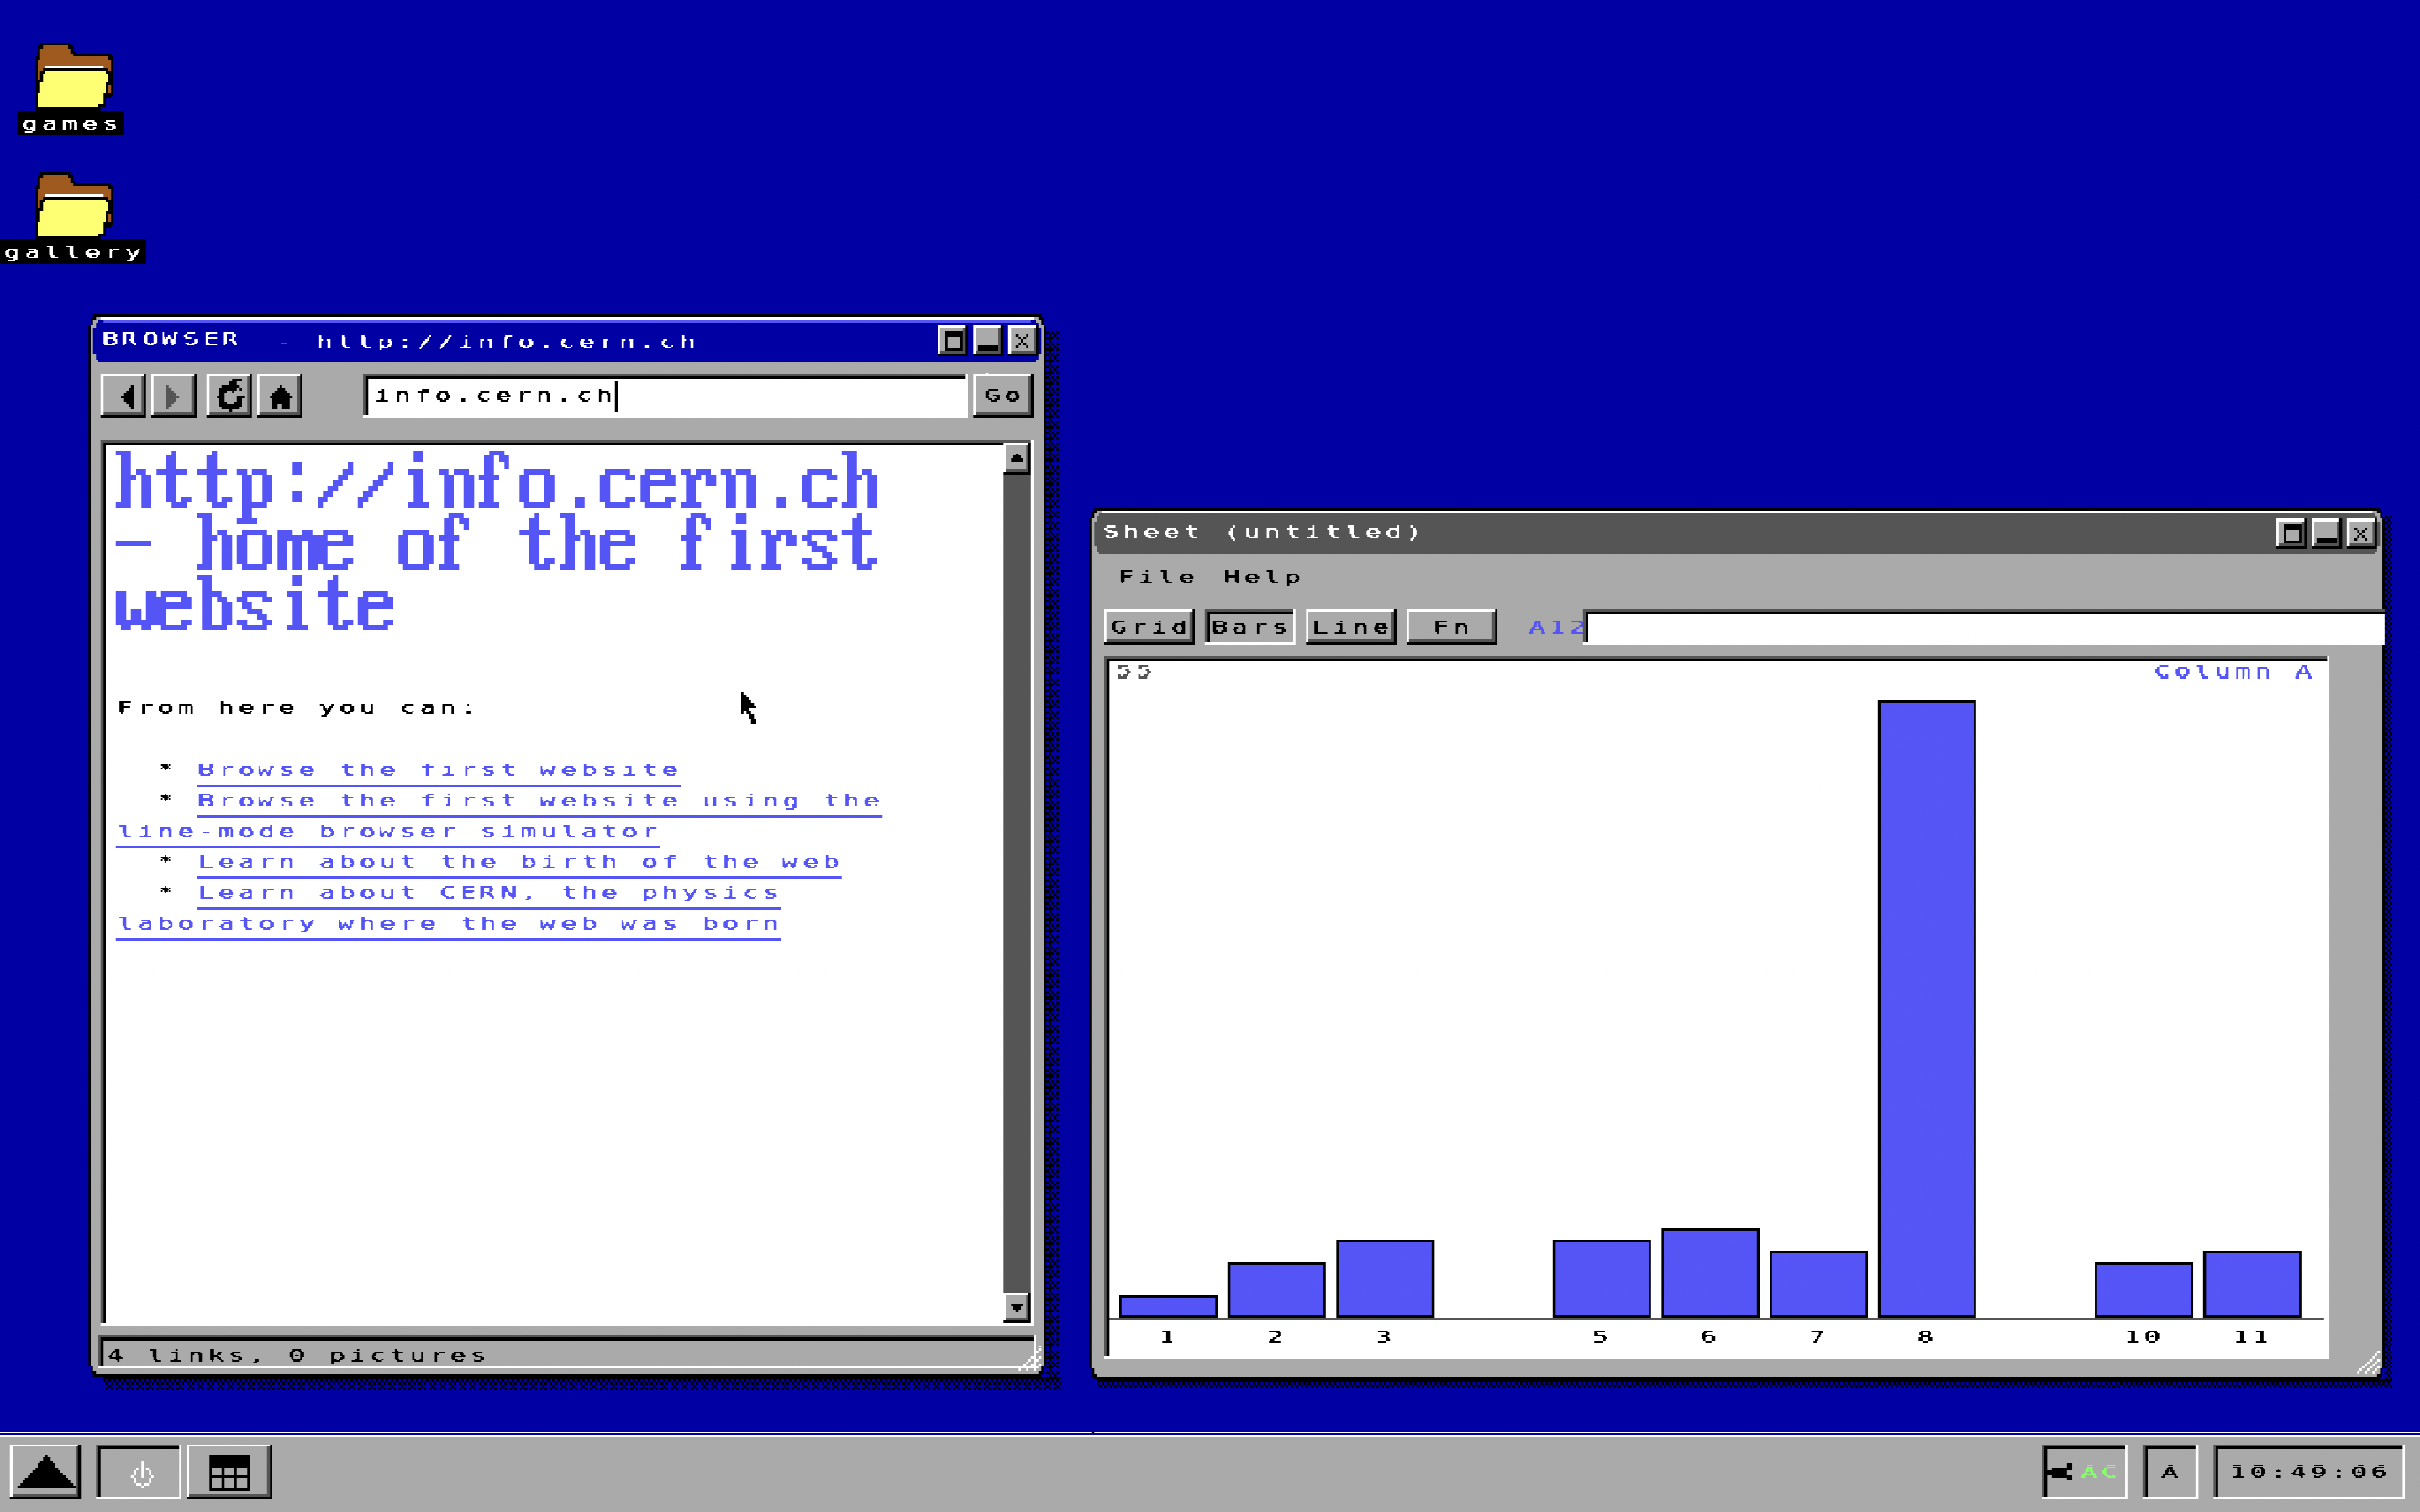 games
gallery
BROWSER - http://info.cern.ch
info.cern.ch
Go
http://info.cern.ch
- home of the first
website
From here you can:
* Browse the first website
* Browse the first website using the
line-mode browser simulator
* Learn about the birth of the web
* Learn about CERN, the physics
laboratory where the web was born
4 links, 0 pictures
Sheet (untitled)
File Help
Grid Bars Line Fn A12
55 Column A
1 2 3 5 6 7 8 10 11
AC A 10:49:06